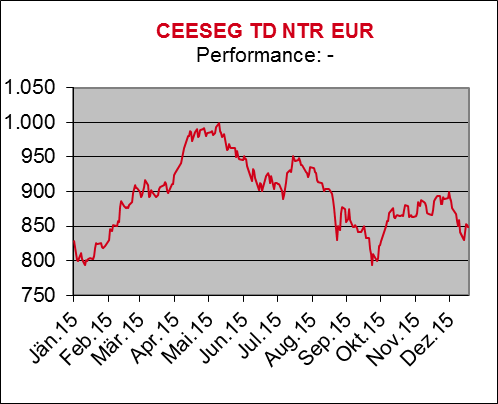 CEESEG TD NTR EUR
Performance: -
1.050
1.000
950
900
850
800
750
Jän. 15
Feb. 15
Mär. 15
Apr. 15
Mai. 15
Jun. 15
Jul. 15
Aug. 15
Sep. 15
Okt. 15
Nov. 15
Dez. 15